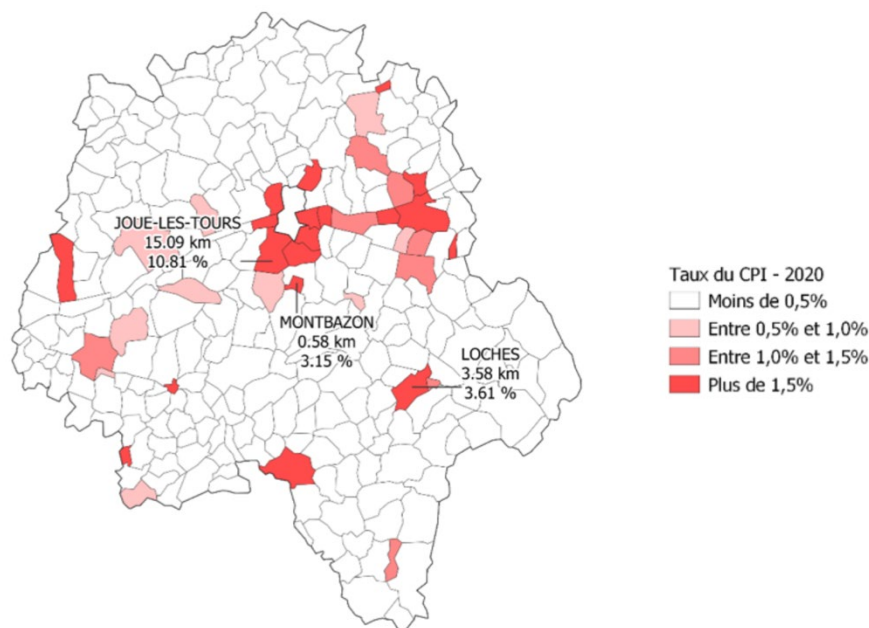 JOUE-LES-TOURS
15.09 km
10.81 %
MONTBAZON
0.58 km
3.15 %
LOCHES
3.58 km
3.61 %
Taux du CPI - 2020
Moins de 0,5%
Entre 0,5% et 1,0%
Entre 1,0% et 1,5%
Plus de 1,5%